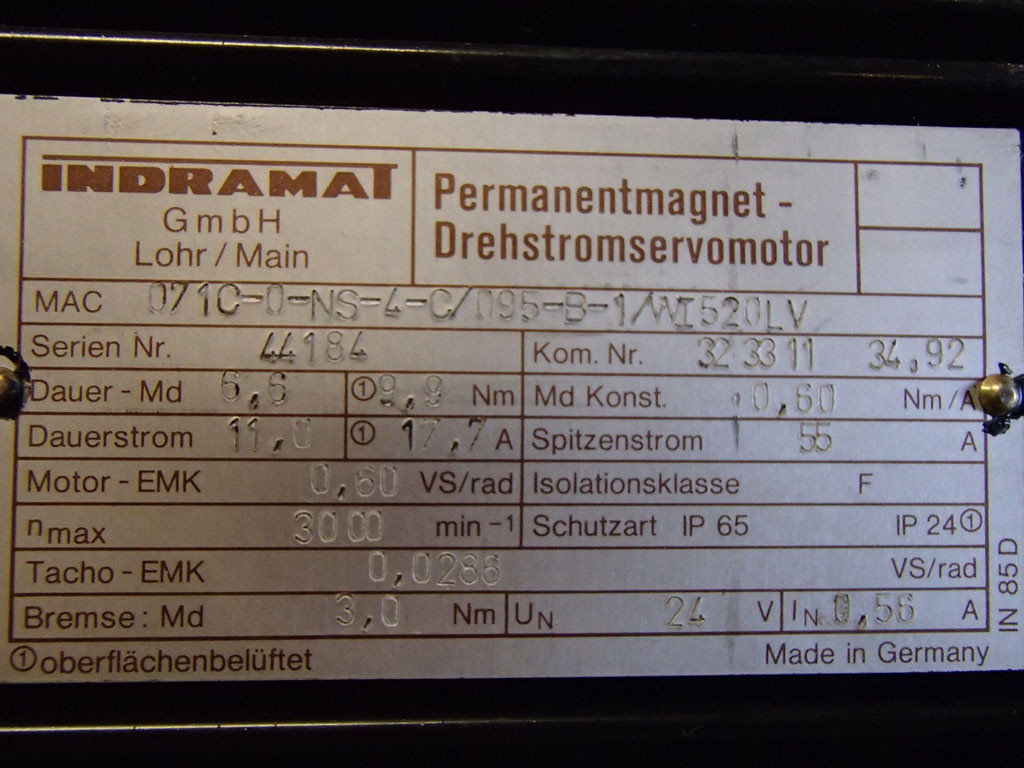 INDRAMAT
GmbH
Lohr / Main
Permanentmagnet -
Drehstromservomotor
MAC 071C-0-NS-4-C/095-B-1/WI520LV
Serien Nr. 44184 Kom. Nr. 323311 34,92
Dauer - Md 6,6 ① 9,9 Nm Md Konst. 0,60 Nm/A
Dauerstrom 11,0 ① 17,7 A Spitzenstrom 55 A
Motor - EMK 0,60 VS/rad Isolationsklasse F
nmax 3000 min-1 Schutzart IP 65 IP 24①
Tacho - EMK 0,0286 VS/rad
Bremse: Md 3,0 Nm UN 24 V IN 0,56 A
①oberflächenbelüftet Made in Germany
IN 85 D